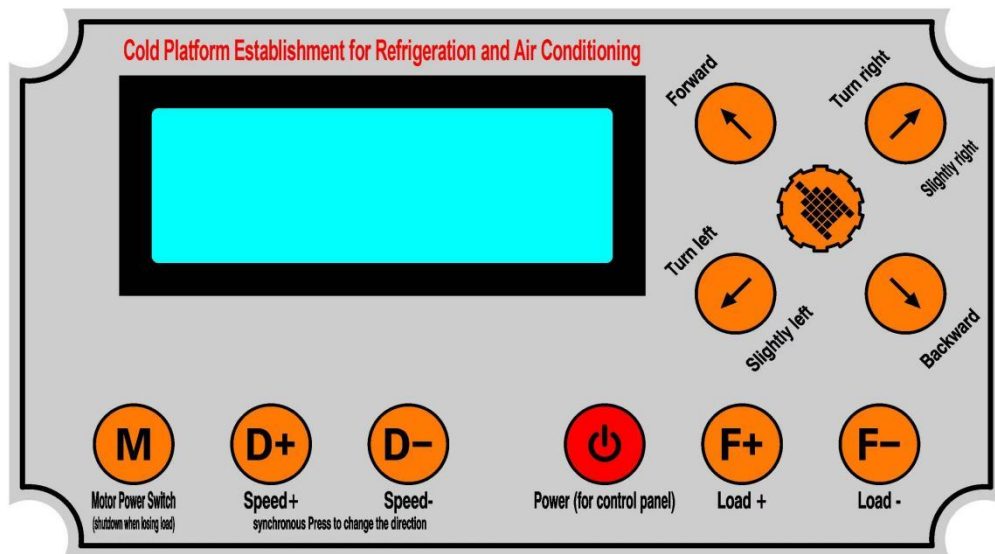 Cold Platform Establishment for Refrigeration and Air Conditioning
Forward
Turn right
Slightly right
Turn left
Slightly left
Backward
M
D+
D−
F+
F−
Motor Power Switch
(shutdown when losing load)
Speed+
Speed-
synchronous Press to change the direction
Power (for control panel)
Load +
Load -